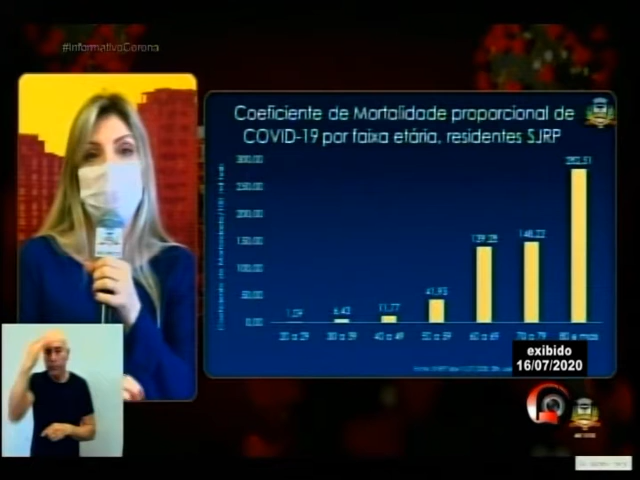 #InformativoCorona
Coeficiente de Mortalidade proporcional de
COVID-19 por faixa etária, residentes SJRP
300,00
250,00
200,00
150,00
100,00
50,00
0,00
1,09
6,43
11,77
41,93
139,25
148,22
282,51
20 a 29
30 a 39
40 a 49
50 a 59
60 a 69
70 a 79
80 e mais
exibido
16/07/2020